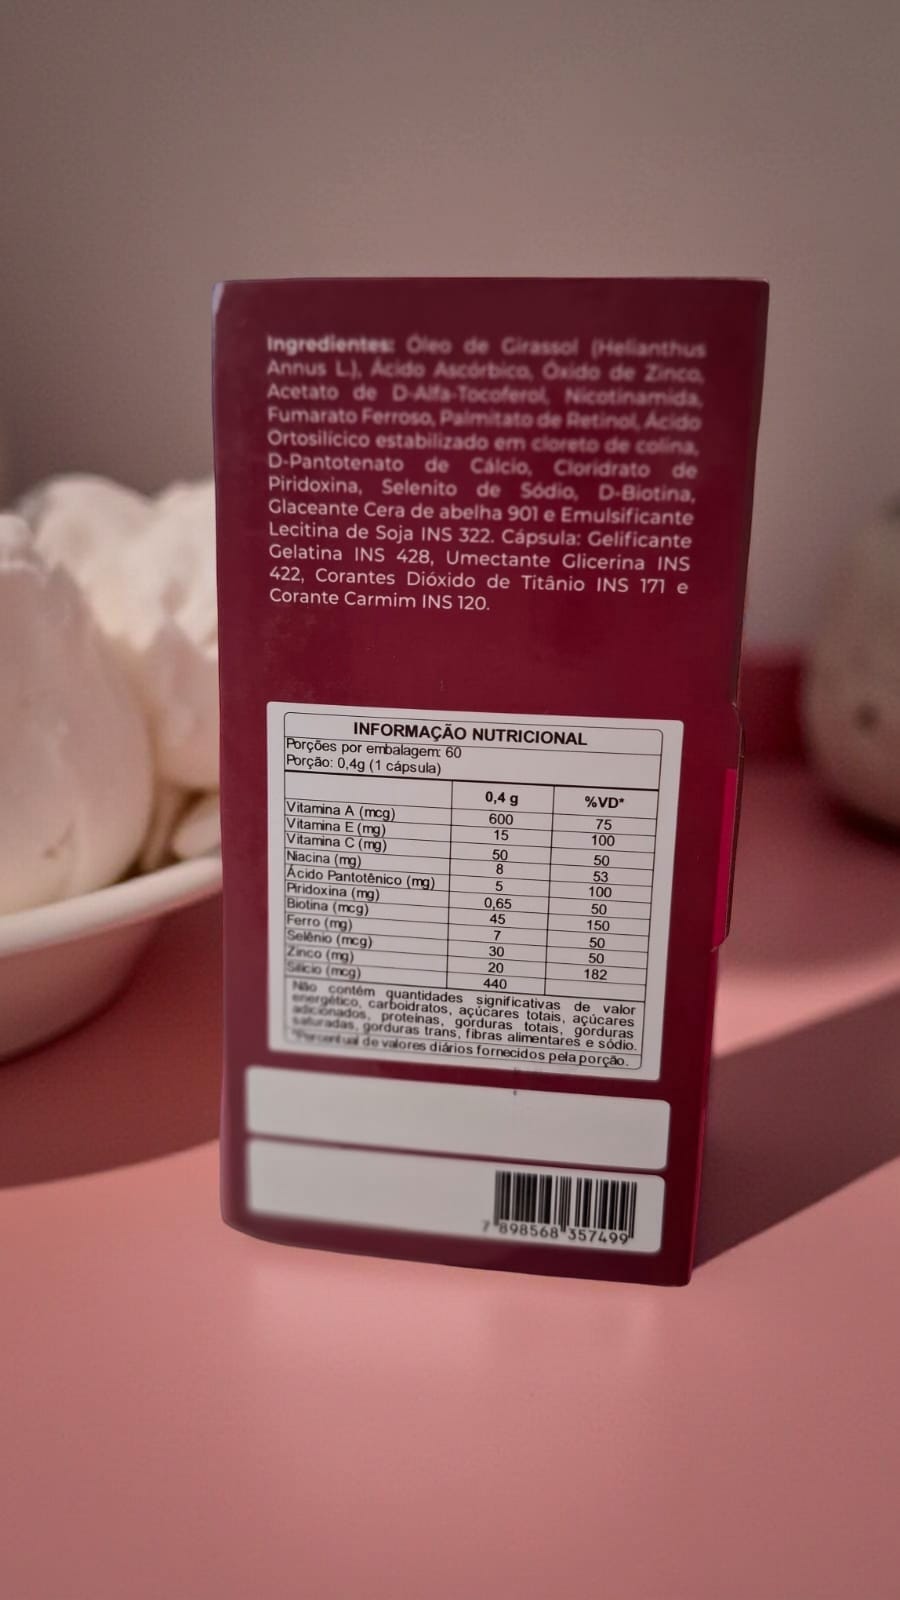 Ingredientes: Óleo de Girassol (Helianthus
Annus L.), Ácido Ascórbico, Óxido de Zinco,
Acetato de D-Alfa-Tocoferol, Nicotinamida,
Fumarato Ferroso, Palmitato de Retinol, Ácido
Ortosilícico estabilizado em cloreto de colina,
D-Pantotenato de Cálcio, Cloridrato de
Piridoxina, Selenito de Sódio, D-Biotina,
Glaceante Cera de abelha 901 e Emulsificante
Lecitina de Soja INS 322. Cápsula: Gelificante
Gelatina INS 428, Umectante Glicerina INS
422, Corantes Dióxido de Titânio INS 171 e
Corante Carmim INS 120.
INFORMAÇÃO NUTRICIONAL
Porções por embalagem: 60
Porção: 0,4g (1 cápsula)
0,4 g %VD*
Vitamina A (mcg) 600 75
Vitamina E (mg) 15 100
Vitamina C (mg) 50 50
Niacina (mg) 8 53
Ácido Pantotênico (mg) 5 100
Piridoxina (mg) 0,65 50
Biotina (mcg) 45 150
Ferro (mg) 7 50
Selênio (mcg) 30 50
Zinco (mg) 20 182
Silício (mcg) 440
Não contém quantidades significativas de valor
energético, carboidratos, açúcares totais, açúcares
adicionados, proteínas, gorduras totais, gorduras
saturadas, gorduras trans, fibras alimentares e sódio.
*Percentual de valores diários fornecidos pela porção.
7 898568 357499